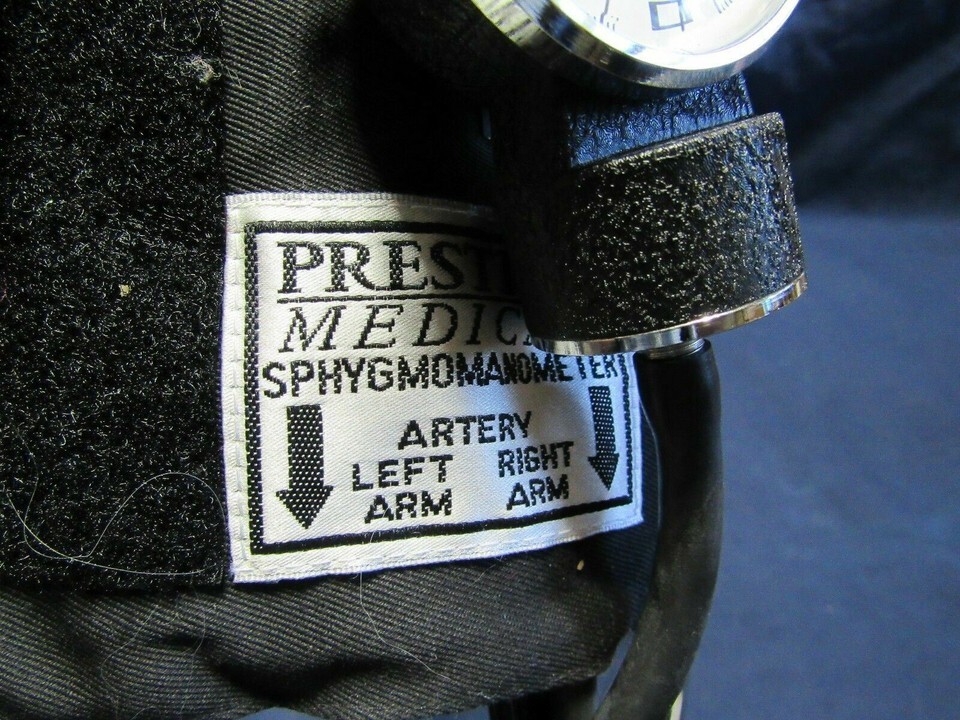 PREST
MEDIC
SPHYGMOMANOMETER
ARTERY
LEFT RIGHT
ARM ARM